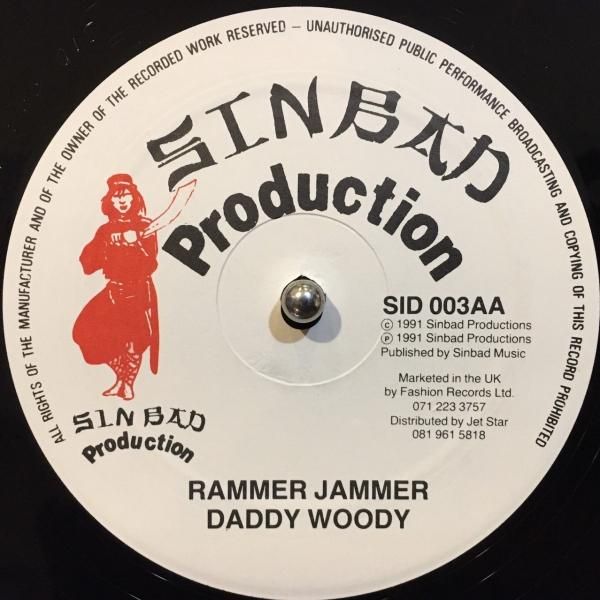 ALL RIGHTS OF THE MANUFACTURER AND OF THE OWNER OF THE RECORDED WORK RESERVED – UNAUTHORISED PUBLIC PERFORMANCE BROADCASTING AND COPYING OF THIS RECORD PROHIBITED
SINBAD
Production
SID 003AA
© 1991 Sinbad Productions
℗ 1991 Sinbad Productions
Published by Sinbad Music
Marketed in the UK
by Fashion Records Ltd.
071 223 3757
Distributed by Jet Star
081 961 5818
SINBAD
Production
RAMMER JAMMER
DADDY WOODY